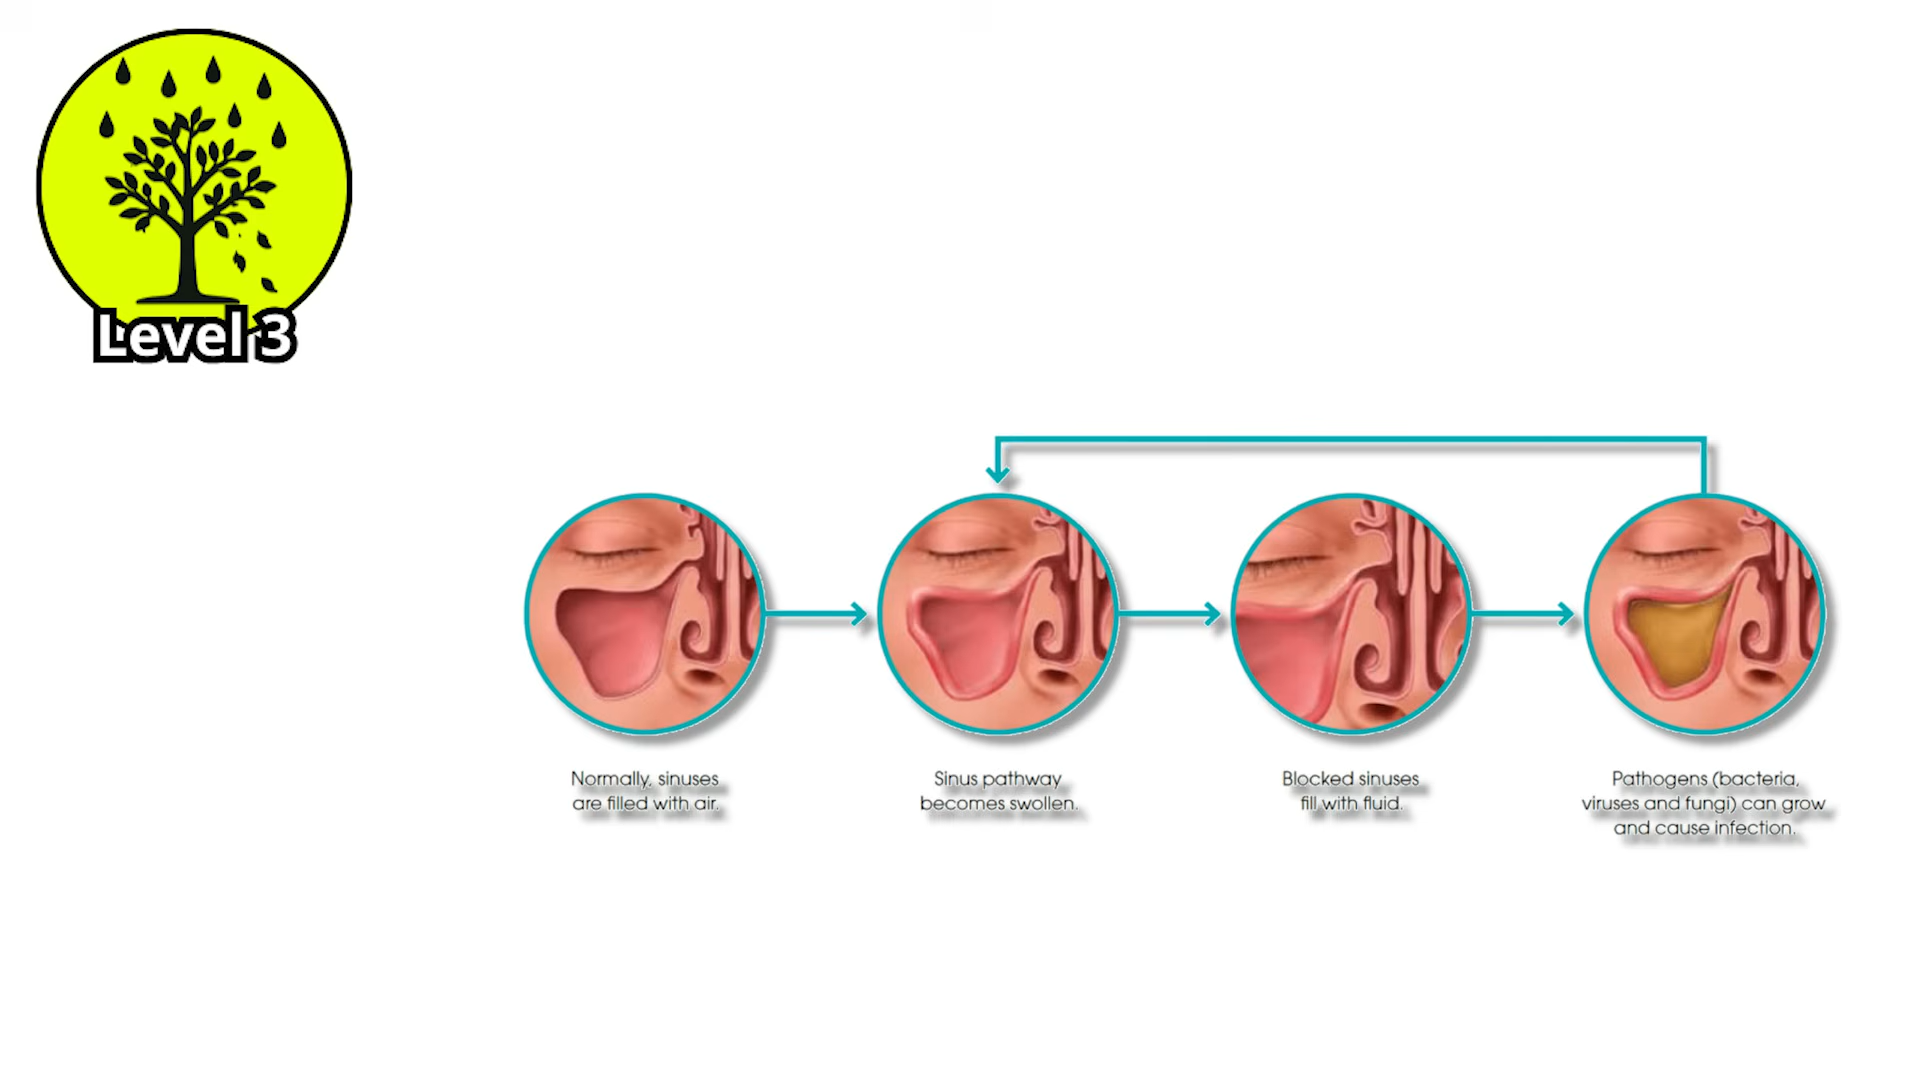 Level 3
Normally, sinuses
are filled with air.
Sinus pathway
becomes swollen.
Blocked sinuses
fill with fluid.
Pathogens (bacteria,
viruses and fungi) can grow
and cause infection.